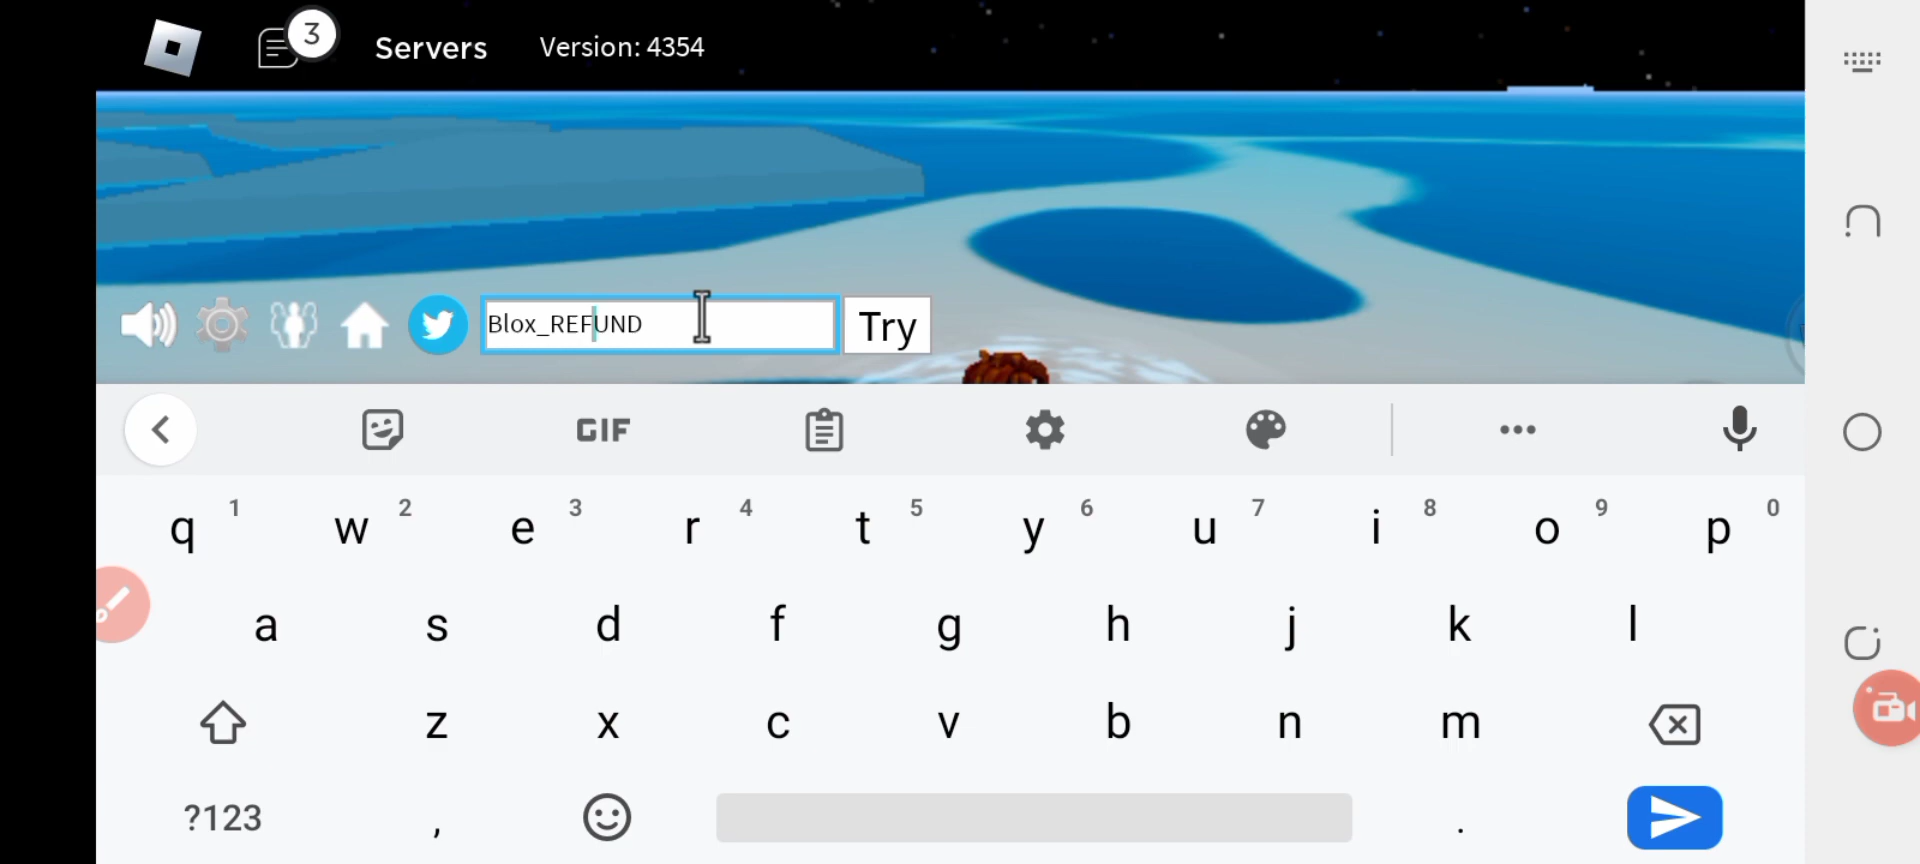 3
Servers
Version: 4354
Blox_REFUND
Try
GIF
q 1 w 2 e 3 r 4 t 5 y 6 u 7 i 8 o 9 p 0
a s d f g h j k l
z x c v b n m
?123 , .